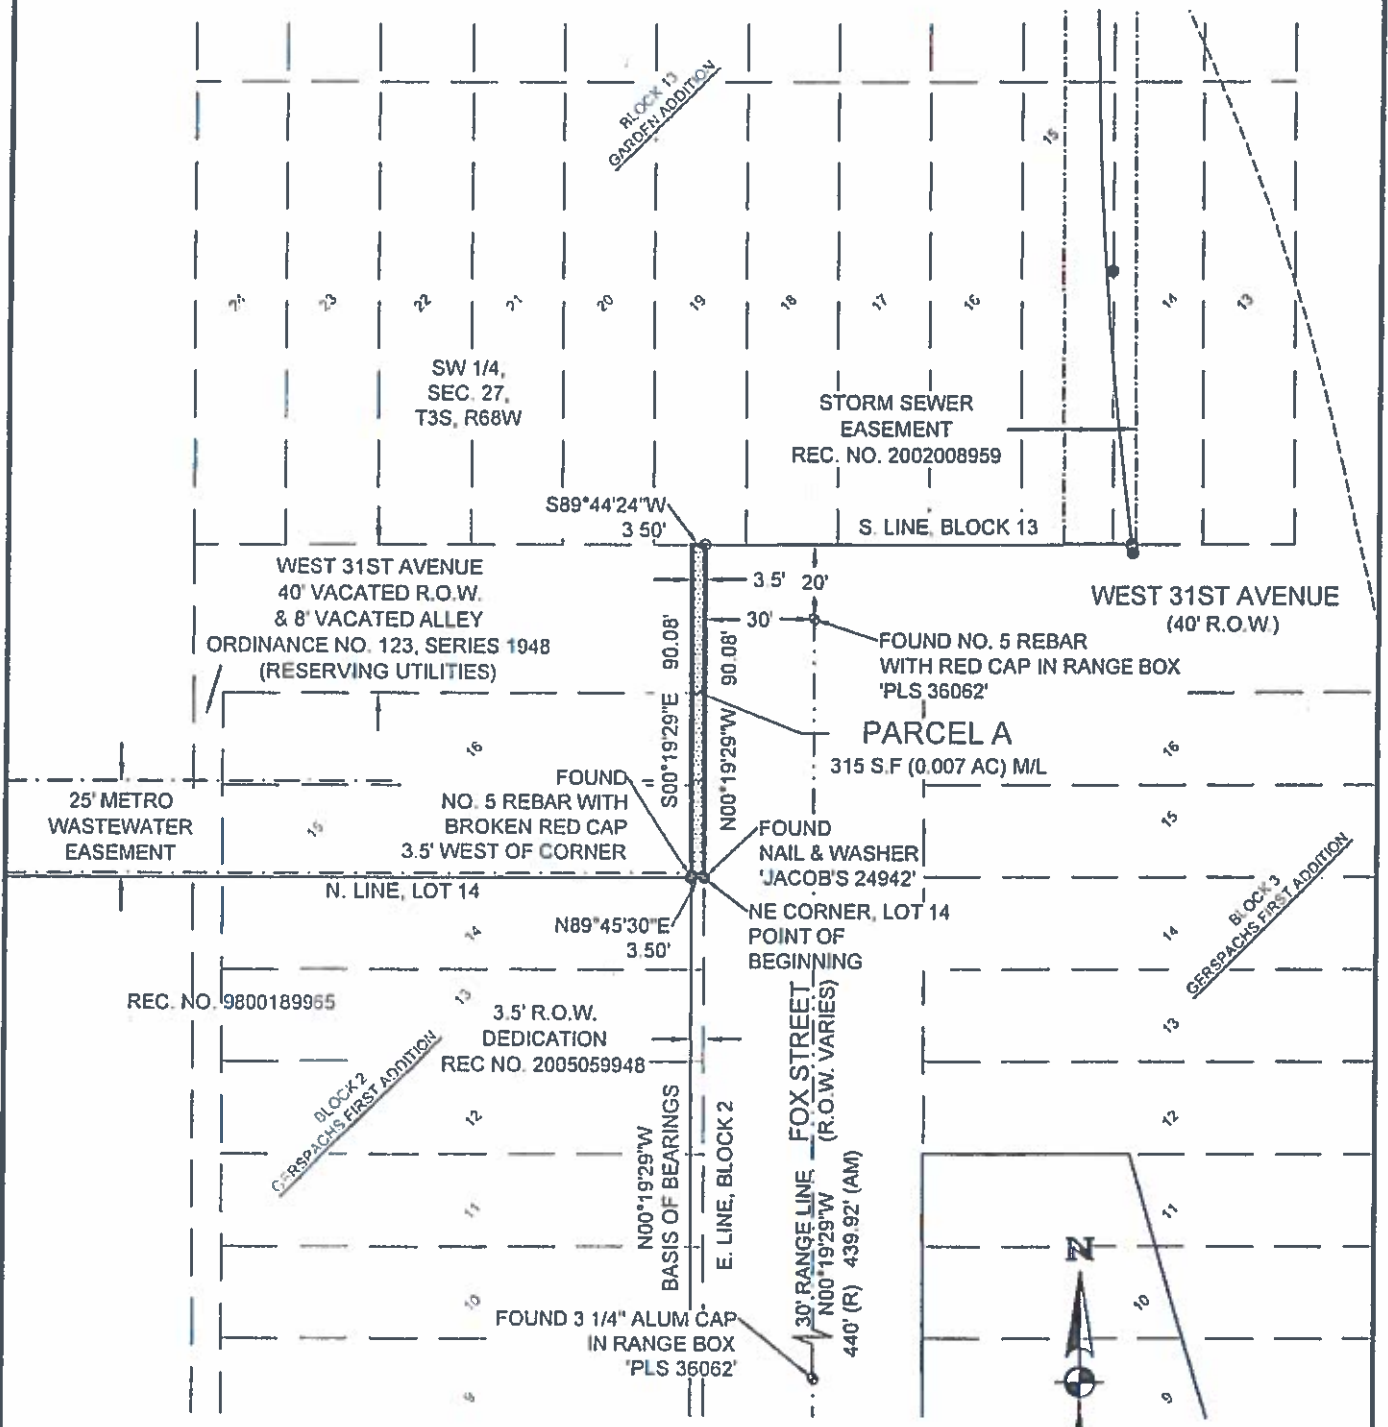 BLOCK 13
GARDEN ADDITION
15
24
23
22
21
20
19
18
17
16
14
13
SW 1/4,
SEC. 27,
T3S, R68W
STORM SEWER
EASEMENT
REC. NO. 2002008959
S89°44'24"W
3 50'
S. LINE, BLOCK 13
WEST 31ST AVENUE
40' VACATED R.O.W.
& 8' VACATED ALLEY
ORDINANCE NO. 123, SERIES 1948
(RESERVING UTILITIES)
3 5'
20'
30'
WEST 31ST AVENUE
(40' R.O.W.)
FOUND NO. 5 REBAR
WITH RED CAP IN RANGE BOX
'PLS 36062'
S00°19'29"E 90.08'
N00°19'29"W 90.08'
PARCEL A
315 S.F (0.007 AC) M/L
16
16
25' METRO
WASTEWATER
EASEMENT
15
15
FOUND
NO. 5 REBAR WITH
BROKEN RED CAP
3.5' WEST OF CORNER
FOUND
NAIL & WASHER
'JACOB'S 24942'
N. LINE, LOT 14
N89°45'30"E
3.50'
NE CORNER, LOT 14
POINT OF
BEGINNING
14
14
BLOCK 3
GERSPACHS FIRST ADDITION
REC. NO. 9800189965
13
13
3.5' R.O.W.
DEDICATION
REC NO. 2005059948
BLOCK 2
GERSPACHS FIRST ADDITION
12
12
N00°19'29"W
BASIS OF BEARINGS
E. LINE, BLOCK 2
30' RANGE LINE FOX STREET
(R.O.W. VARIES)
N00°19'29"W
440' (R) 439.92' (AM)
11
11
N
10
10
FOUND 3 1/4" ALUM CAP
IN RANGE BOX
'PLS 36062'
9
9